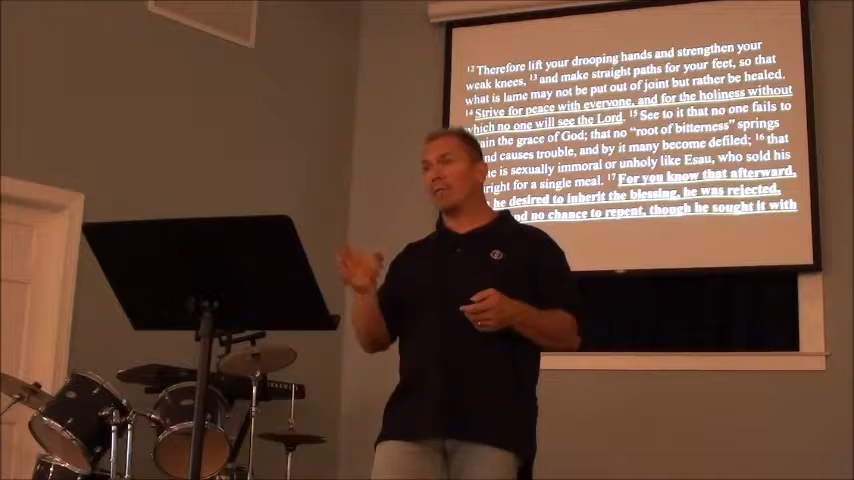 12 Therefore lift your drooping hands and strengthen your
weak knees, 13 and make straight paths for your feet, so that
what is lame may not be put out of joint but rather be healed.
14 Strive for peace with everyone, and for the holiness without
which no one will see the Lord. 15 See to it that no one fails to
ain the grace of God; that no "root of bitterness" springs
nd causes trouble, and by it many become defiled; 16 that
e is sexually immoral or unholy like Esau, who sold his
right for a single meal. 17 For you know that afterward,
he desired to inherit the blessing, he was rejected,
und no chance to repent, though he sought it with